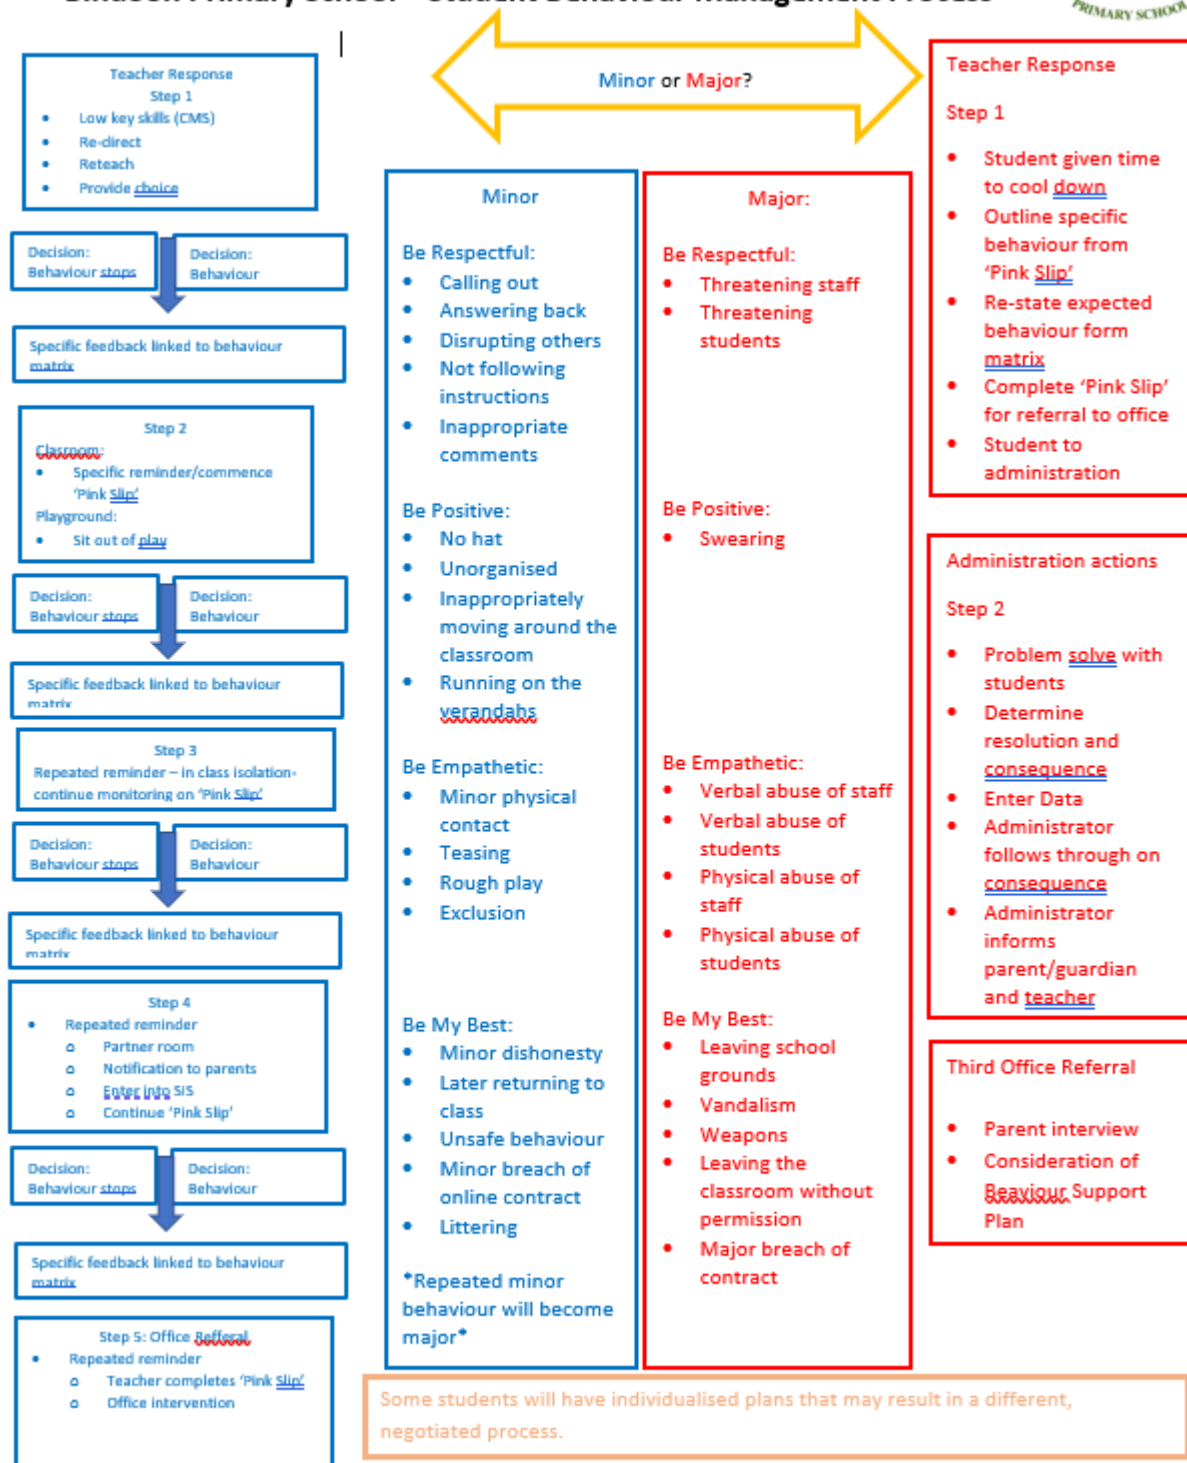 Primary School - Student Behaviour Management Process
PRIMARY SCHOOL
Teacher Response
Step 1
• Low key skills (CMS)
• Re-direct
• Reteach
• Provide choice
Decision:
Behaviour stops
Decision:
Behaviour
Specific feedback linked to behaviour
matrix
Step 2
Clasroom:
• Specific reminder/commence
‘Pink Slip’
Playground:
• Sit out of play
Decision:
Behaviour stops
Decision:
Behaviour
Specific feedback linked to behaviour
matrix
Step 3
Repeated reminder – in class isolation-
continue monitoring on ‘Pink Slip’
Decision:
Behaviour stops
Decision:
Behaviour
Specific feedback linked to behaviour
matrix
Step 4
• Repeated reminder
o Partner room
o Notification to parents
o Enter into SIS
o Continue ‘Pink Slip’
Decision:
Behaviour stops
Decision:
Behaviour
Specific feedback linked to behaviour
matrix
Step 5: Office Refferal
• Repeated reminder
o Teacher completes ‘Pink Slip’
o Office intervention
Minor or Major?
Minor
Be Respectful:
• Calling out
• Answering back
• Disrupting others
• Not following
instructions
• Inappropriate
comments
Be Positive:
• No hat
• Unorganised
• Inappropriately
moving around the
classroom
• Running on the
verandahs
Be Empathetic:
• Minor physical
contact
• Teasing
• Rough play
• Exclusion
Be My Best:
• Minor dishonesty
• Later returning to
class
• Unsafe behaviour
• Minor breach of
online contract
• Littering
*Repeated minor
behaviour will become
major*
Major:
Be Respectful:
• Threatening staff
• Threatening
students
Be Positive:
• Swearing
Be Empathetic:
• Verbal abuse of staff
• Verbal abuse of
students
• Physical abuse of
staff
• Physical abuse of
students
Be My Best:
• Leaving school
grounds
• Vandalism
• Weapons
• Leaving the
classroom without
permission
• Major breach of
contract
Teacher Response
Step 1
• Student given time
to cool down
• Outline specific
behaviour from
‘Pink Slip’
• Re-state expected
behaviour form
matrix
• Complete ‘Pink Slip’
for referral to office
• Student to
administration
Administration actions
Step 2
• Problem solve with
students
• Determine
resolution and
consequence
• Enter Data
• Administrator
follows through on
consequence
• Administrator
informs
parent/guardian
and teacher
Third Office Referral
• Parent interview
• Consideration of
Beaviour Support
Plan
Some students will have individualised plans that may result in a different,
negotiated process.